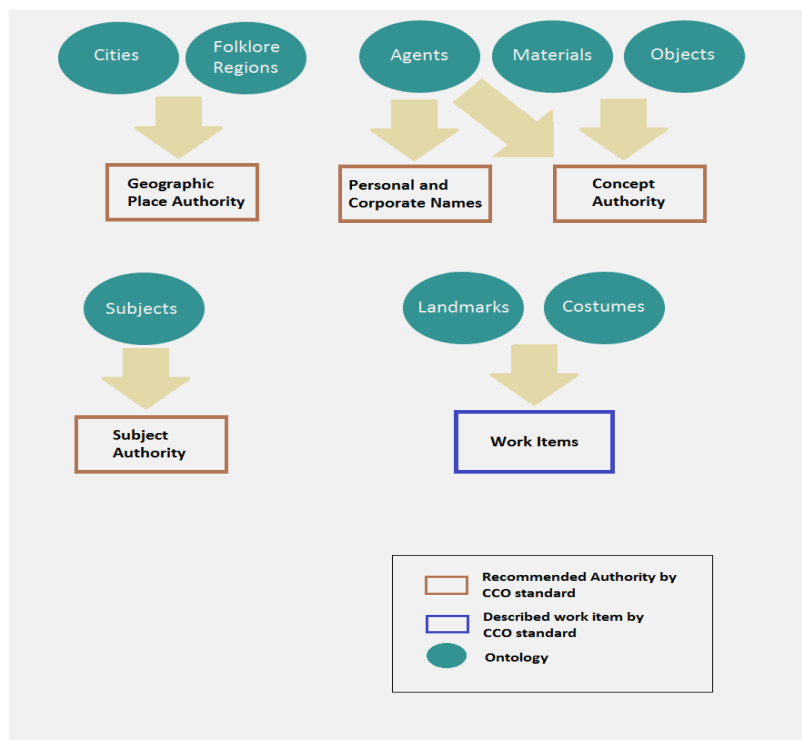 Cities
Folklore
Regions
Agents
Materials
Objects
Geographic
Place Authority
Personal and
Corporate Names
Concept
Authority
Subjects
Landmarks
Costumes
Subject
Authority
Work Items
Recommended Authority by
CCO standard
Described work item by
CCO standard
Ontology